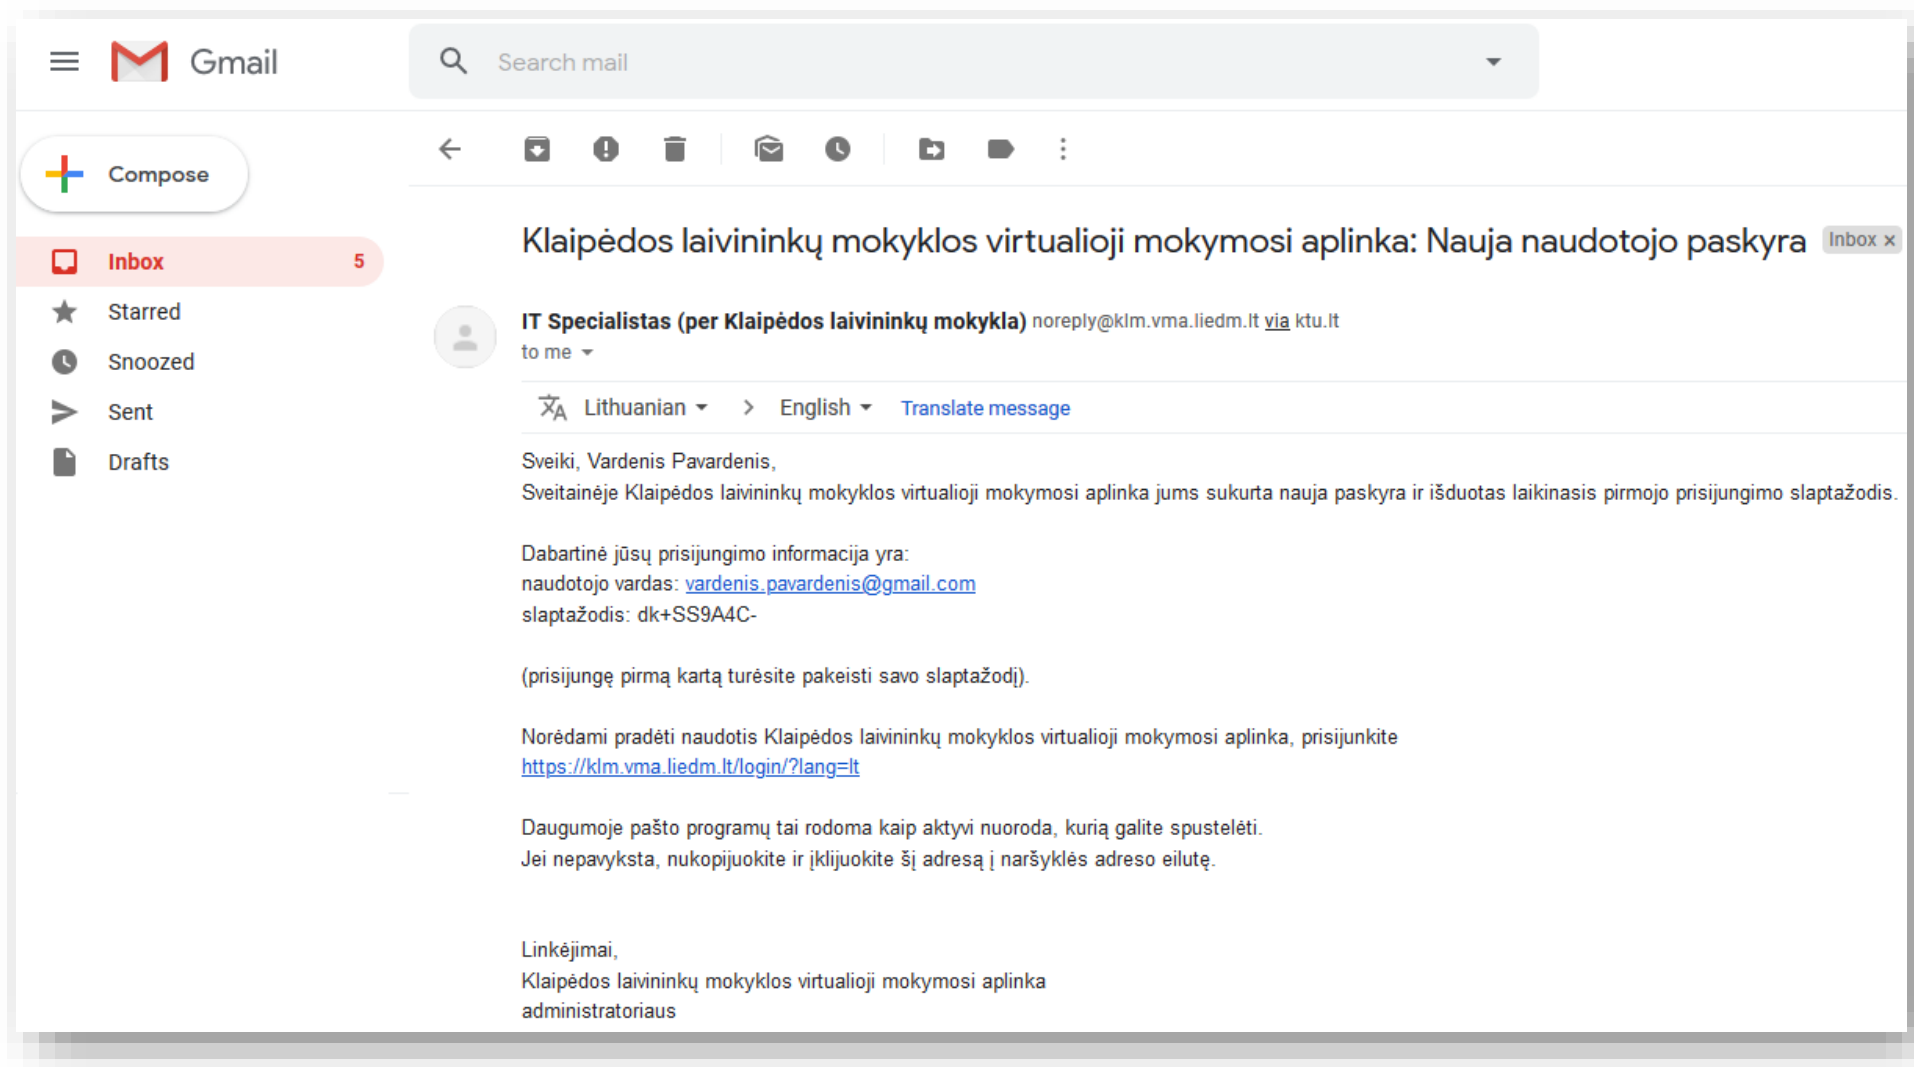 Gmail
Search mail
Compose
Inbox 5
Starred
Snoozed
Sent
Drafts
Klaipėdos laivininkų mokyklos virtualioji mokymosi aplinka: Nauja naudotojo paskyra Inbox x
IT Specialistas (per Klaipėdos laivininkų mokykla) noreply@klm.vma.liedm.lt via ktu.lt
to me
Lithuanian > English Translate message
Sveiki, Vardenis Pavardenis,
Sveitainėje Klaipėdos laivininkų mokyklos virtualioji mokymosi aplinka jums sukurta nauja paskyra ir išduotas laikinasis pirmojo prisijungimo slaptažodis.
Dabartinė jūsų prisijungimo informacija yra:
naudotojo vardas: vardenis.pavardenis@gmail.com
slaptažodis: dk+SS9A4C-
(prisijungę pirmą kartą turėsite pakeisti savo slaptažodį).
Norėdami pradėti naudotis Klaipėdos laivininkų mokyklos virtualioji mokymosi aplinka, prisijunkite
https://klm.vma.liedm.lt/login/?lang=lt
Daugumoje pašto programų tai rodoma kaip aktyvi nuoroda, kurią galite spustelėti.
Jei nepavyksta, nukopijuokite ir įklijuokite šį adresą į naršyklės adreso eilutę.
Linkėjimai,
Klaipėdos laivininkų mokyklos virtualioji mokymosi aplinka
administratoriaus